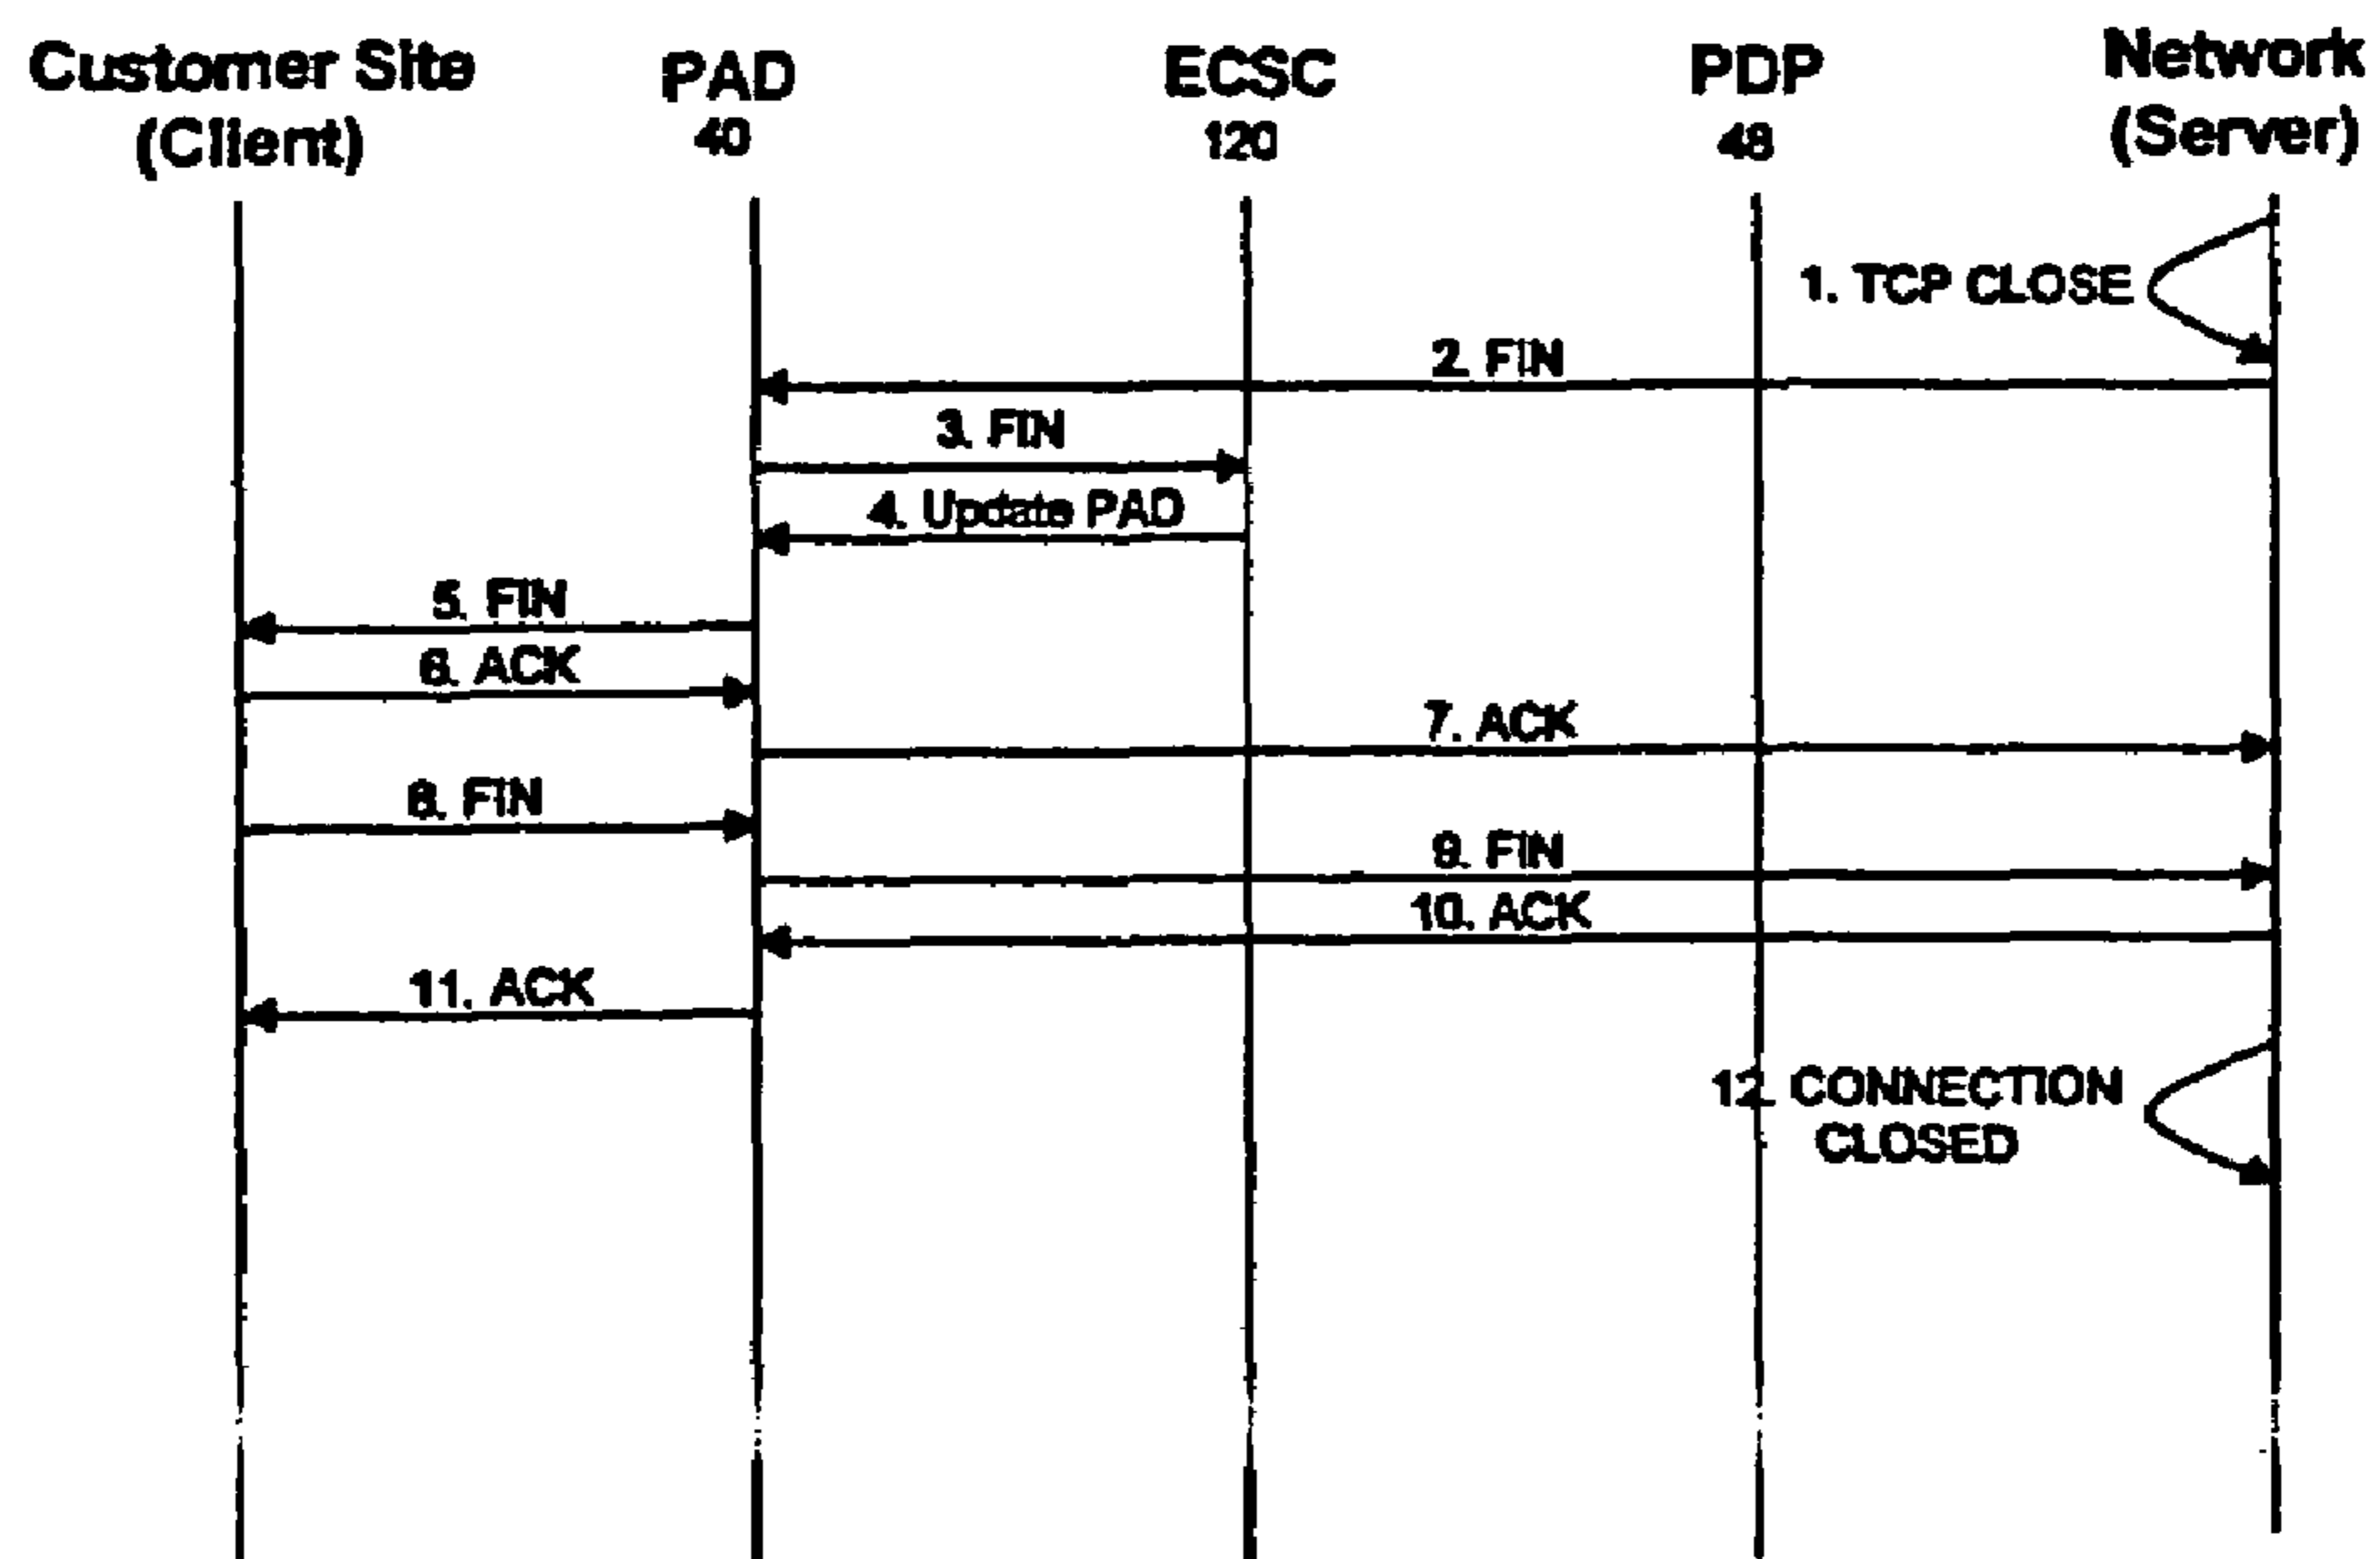 Customer Site
(Client)
PAD
40
ECSC
120
PDP
48
Network
(Server)
1. TCP CLOSE
2. FIN
3. FIN
4. Update PAD
5. FIN
6. ACK
7. ACK
8. FIN
9. FIN
10. ACK
11. ACK
12. CONNECTION
CLOSED